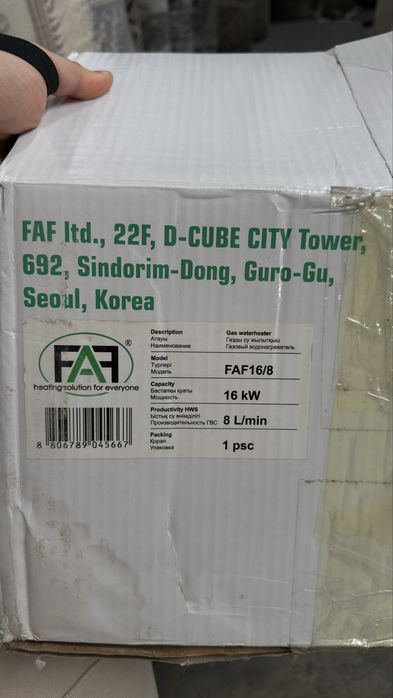 FAF ltd., 22F, D-CUBE CITY Tower,
692, Sindorim-Dong, Guro-Gu,
Seoul, Korea
FAF®
heating solution for everyone
8 806789 045667
Description Gas waterheater
Атауы Газды су жылытқыш
Наименование Газовый водонагреватель
Model
Түрлері FAF16/8
Модель
Capacity
Бастапқы қуаты 16 kW
Мощность
Productivity HWS
Ыстық су өнімділігі 8 L/min
Производительность ГВС
Packing
Қорап 1 psc
Упаковка